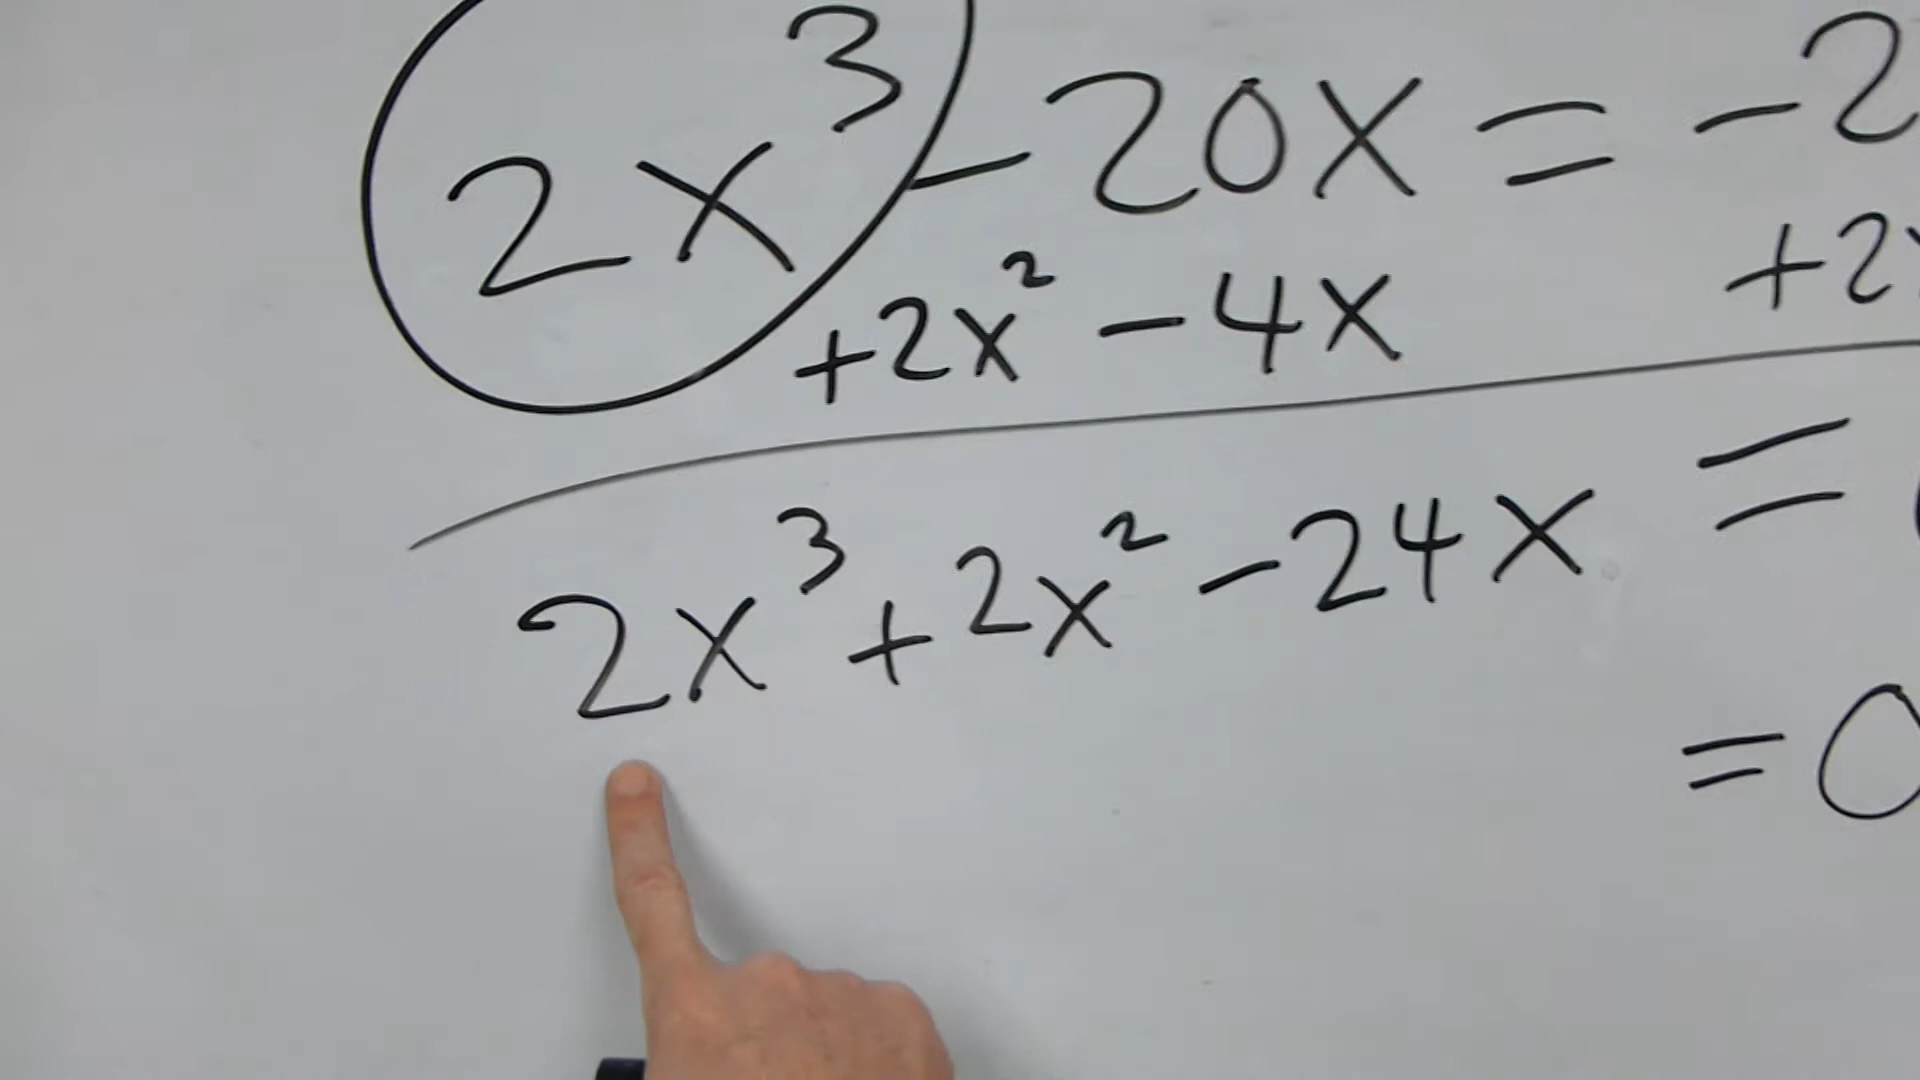 2x³ - 20x = -2
+2x² - 4x +2
2x³ + 2x² - 24x =
= 0